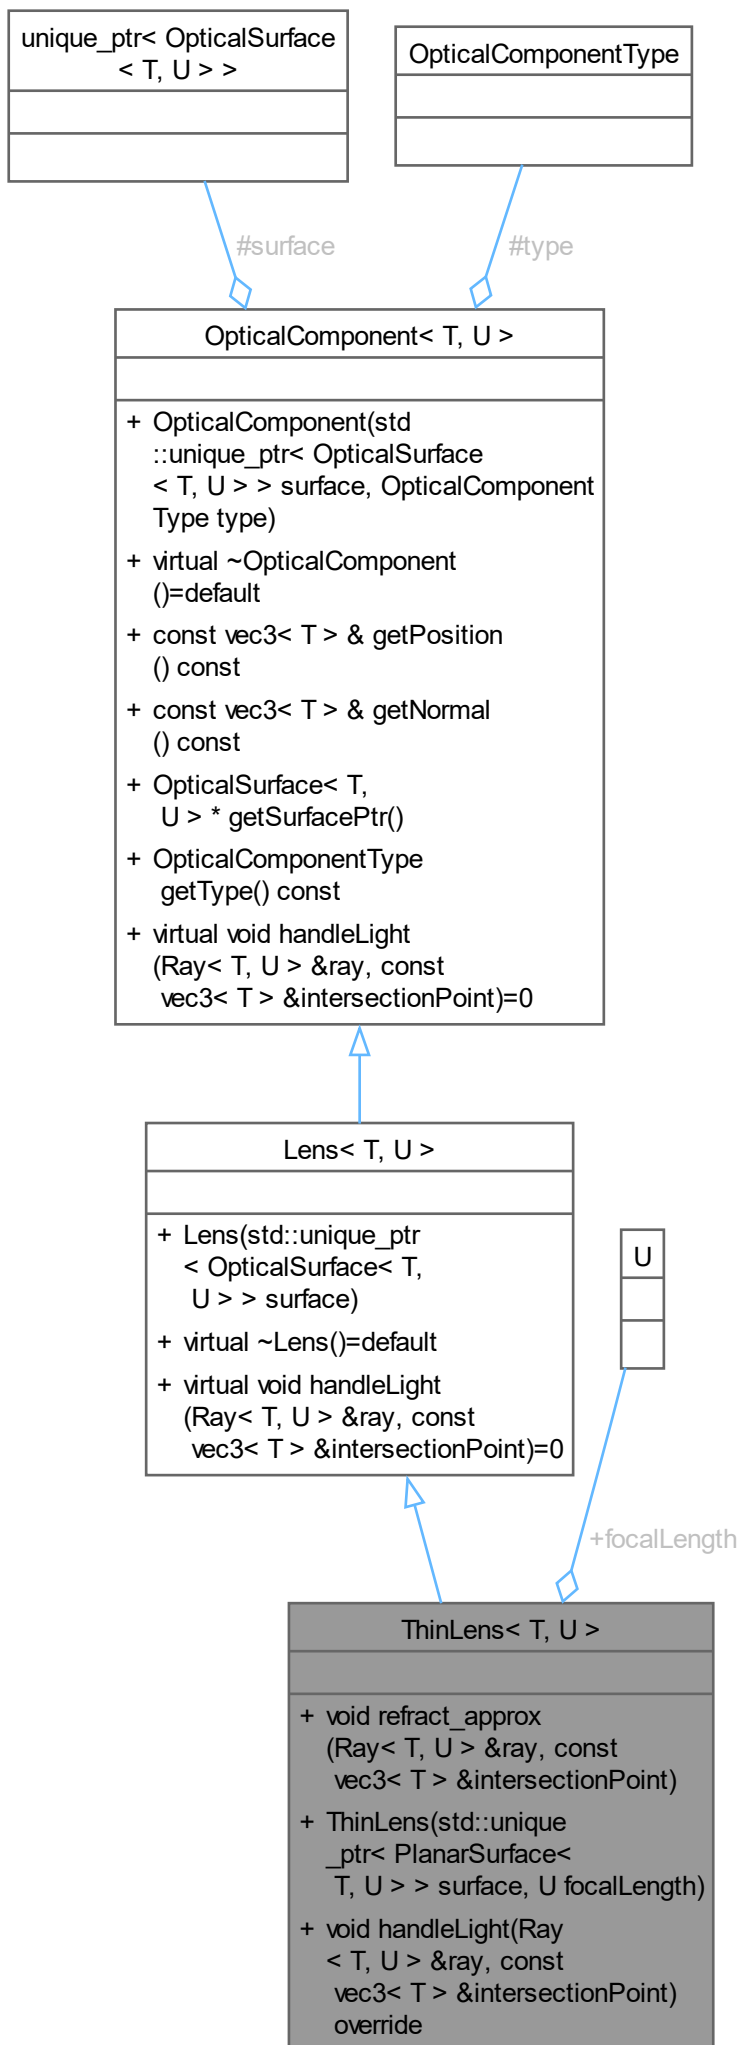 unique_ptr< OpticalSurface
< T, U > >
OpticalComponentType
#surface
#type
OpticalComponent< T, U >
+ OpticalComponent(std
::unique_ptr< OpticalSurface
< T, U > > surface, OpticalComponent
Type type)
+ virtual ~OpticalComponent
()=default
+ const vec3< T > & getPosition
() const
+ const vec3< T > & getNormal
() const
+ OpticalSurface< T,
U > * getSurfacePtr()
+ OpticalComponentType
getType() const
+ virtual void handleLight
(Ray< T, U > &ray, const
vec3< T > &intersectionPoint)=0
Lens< T, U >
+ Lens(std::unique_ptr
< OpticalSurface< T,
U > > surface)
+ virtual ~Lens()=default
+ virtual void handleLight
(Ray< T, U > &ray, const
vec3< T > &intersectionPoint)=0
U
+focalLength
ThinLens< T, U >
+ void refract_approx
(Ray< T, U > &ray, const
vec3< T > &intersectionPoint)
+ ThinLens(std::unique
_ptr< PlanarSurface<
T, U > > surface, U focalLength)
+ void handleLight(Ray
< T, U > &ray, const
vec3< T > &intersectionPoint)
override